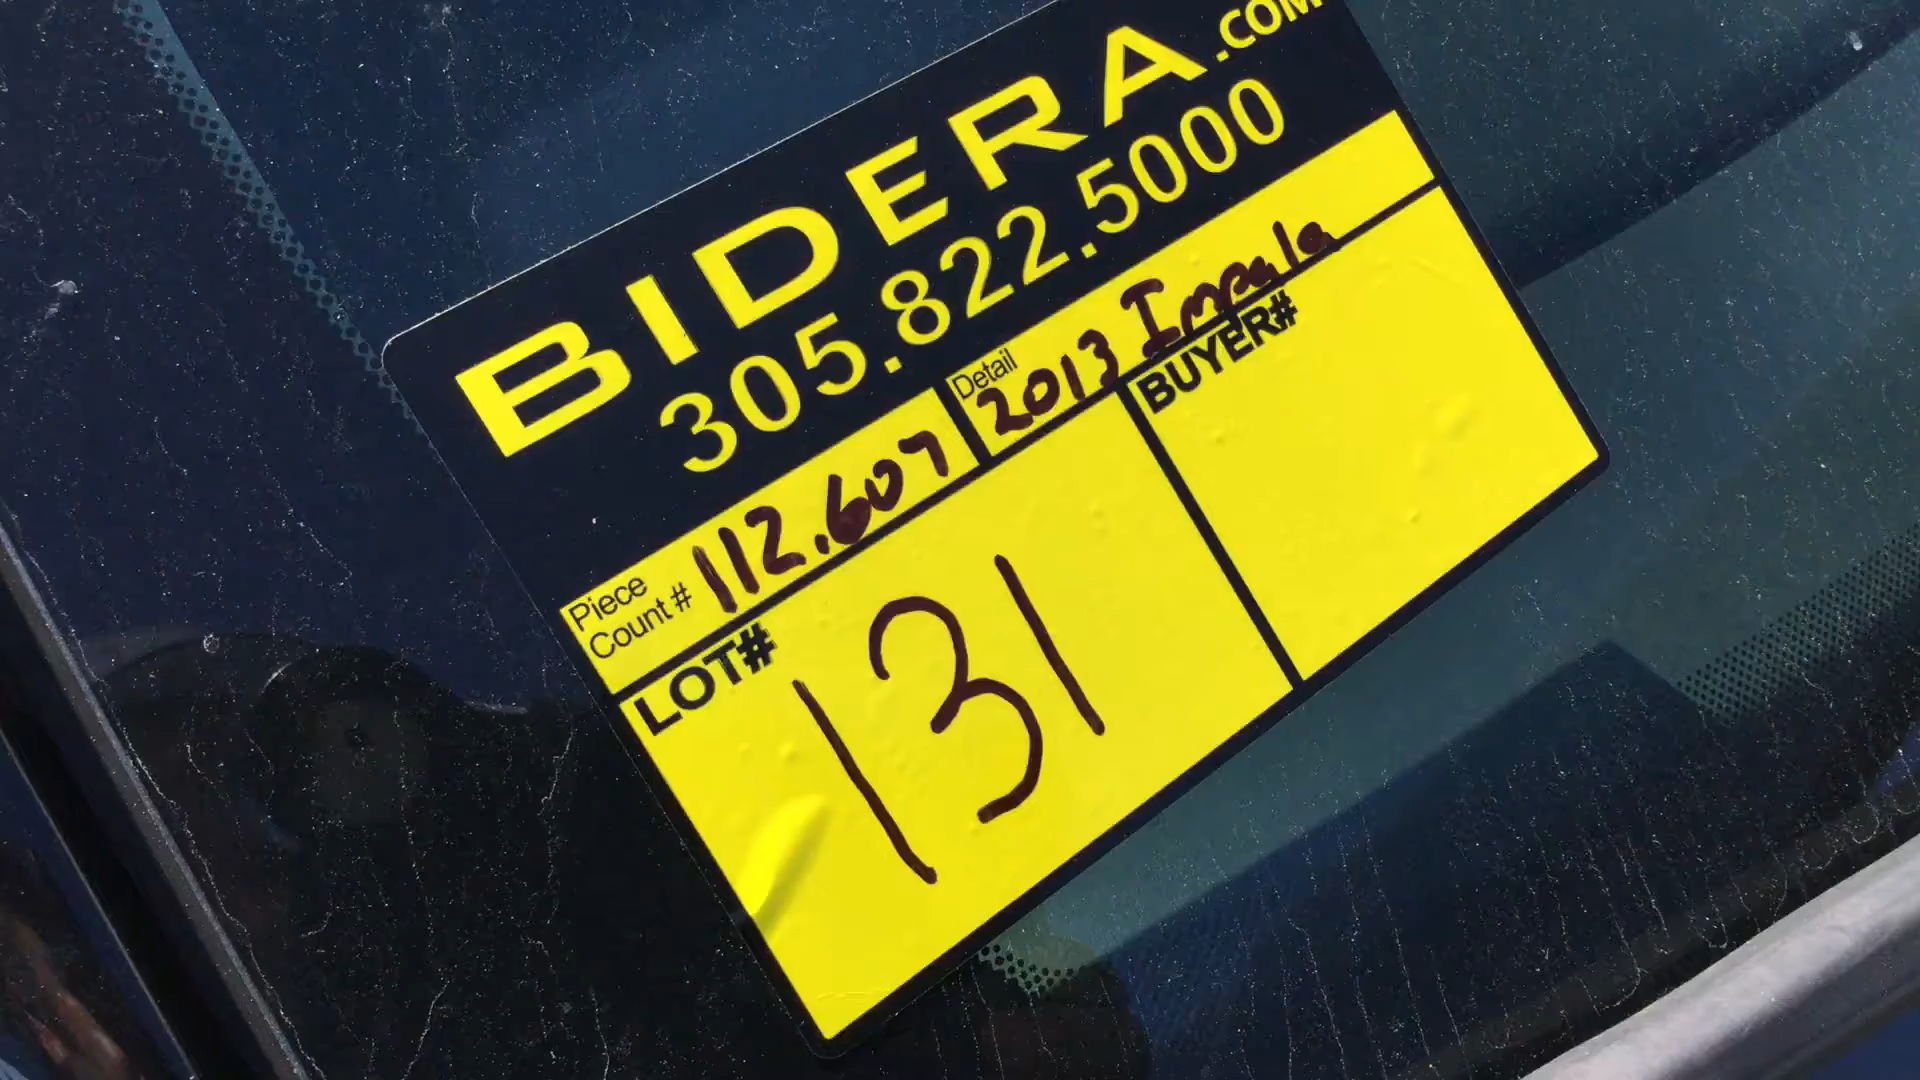 BIDERA.COM
305.822.5000
Piece Count # 112.607
Detail 2013 Impala
LOT# 131
BUYER#